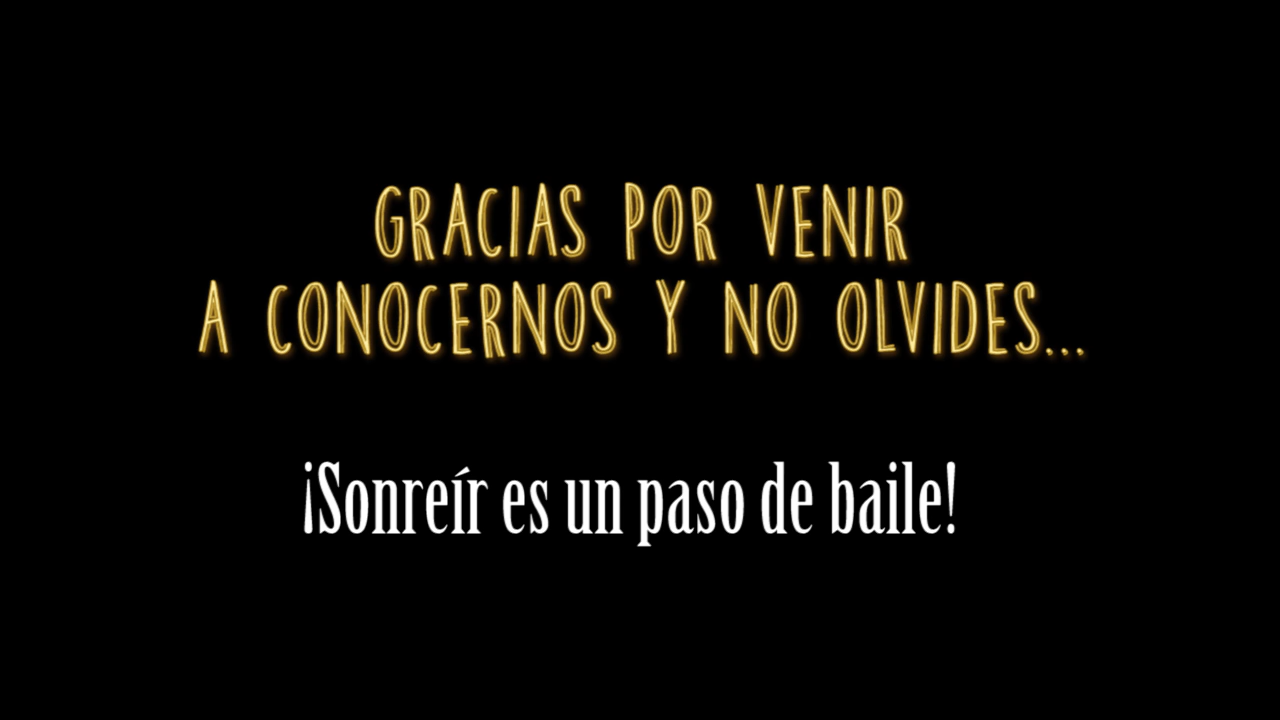 GRACIAS POR VENIR
A CONOCERNOS Y NO OLVIDES...
¡Sonreír es un paso de baile!